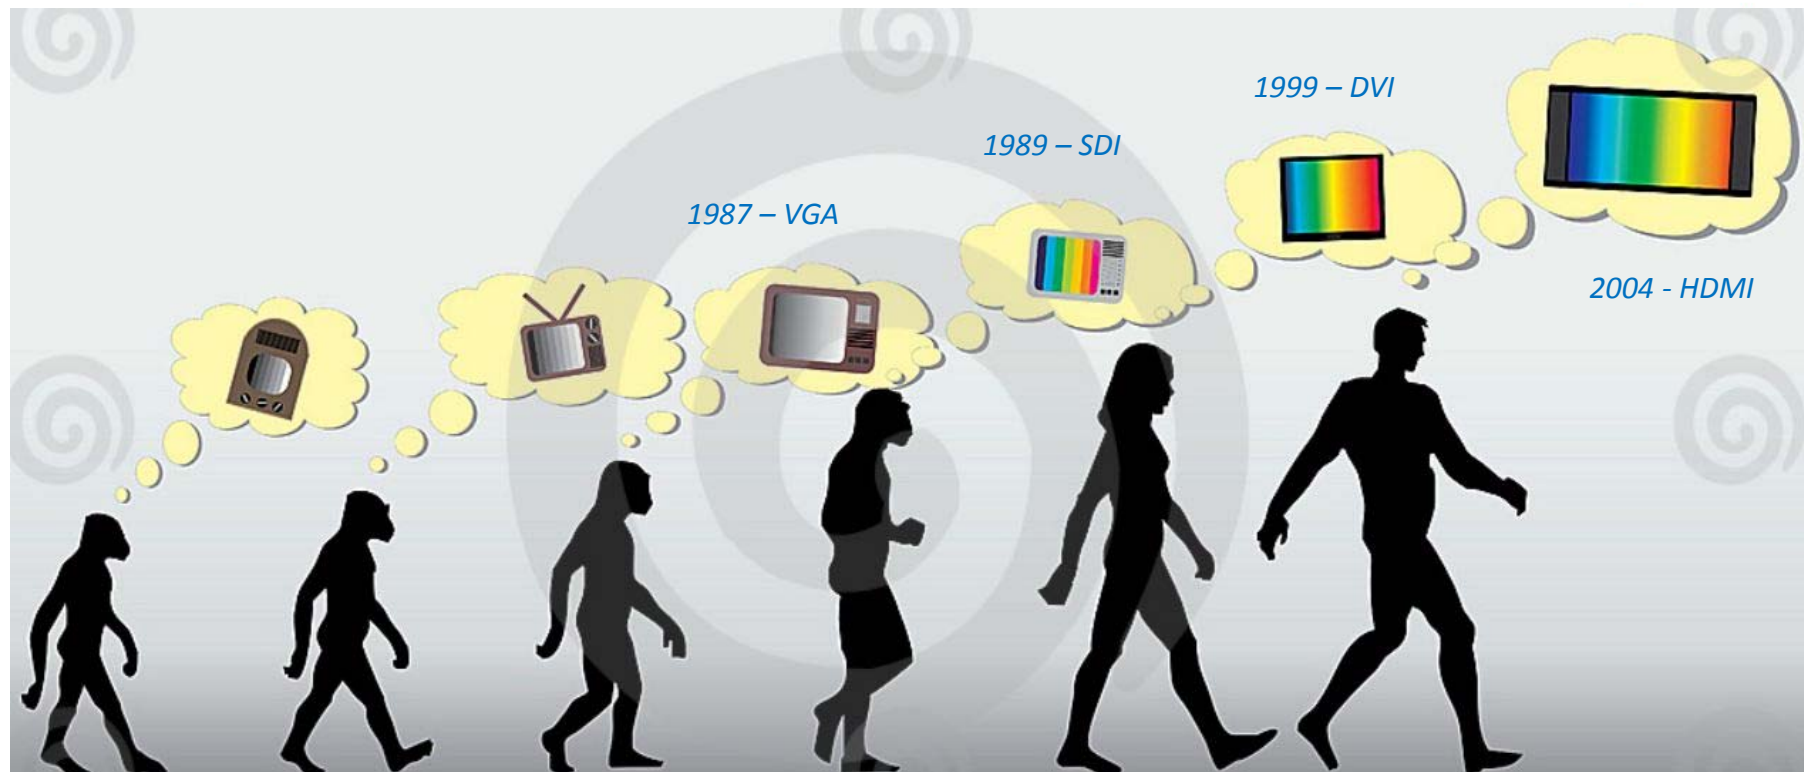 1987 – VGA
1989 – SDI
1999 – DVI
2004 - HDMI